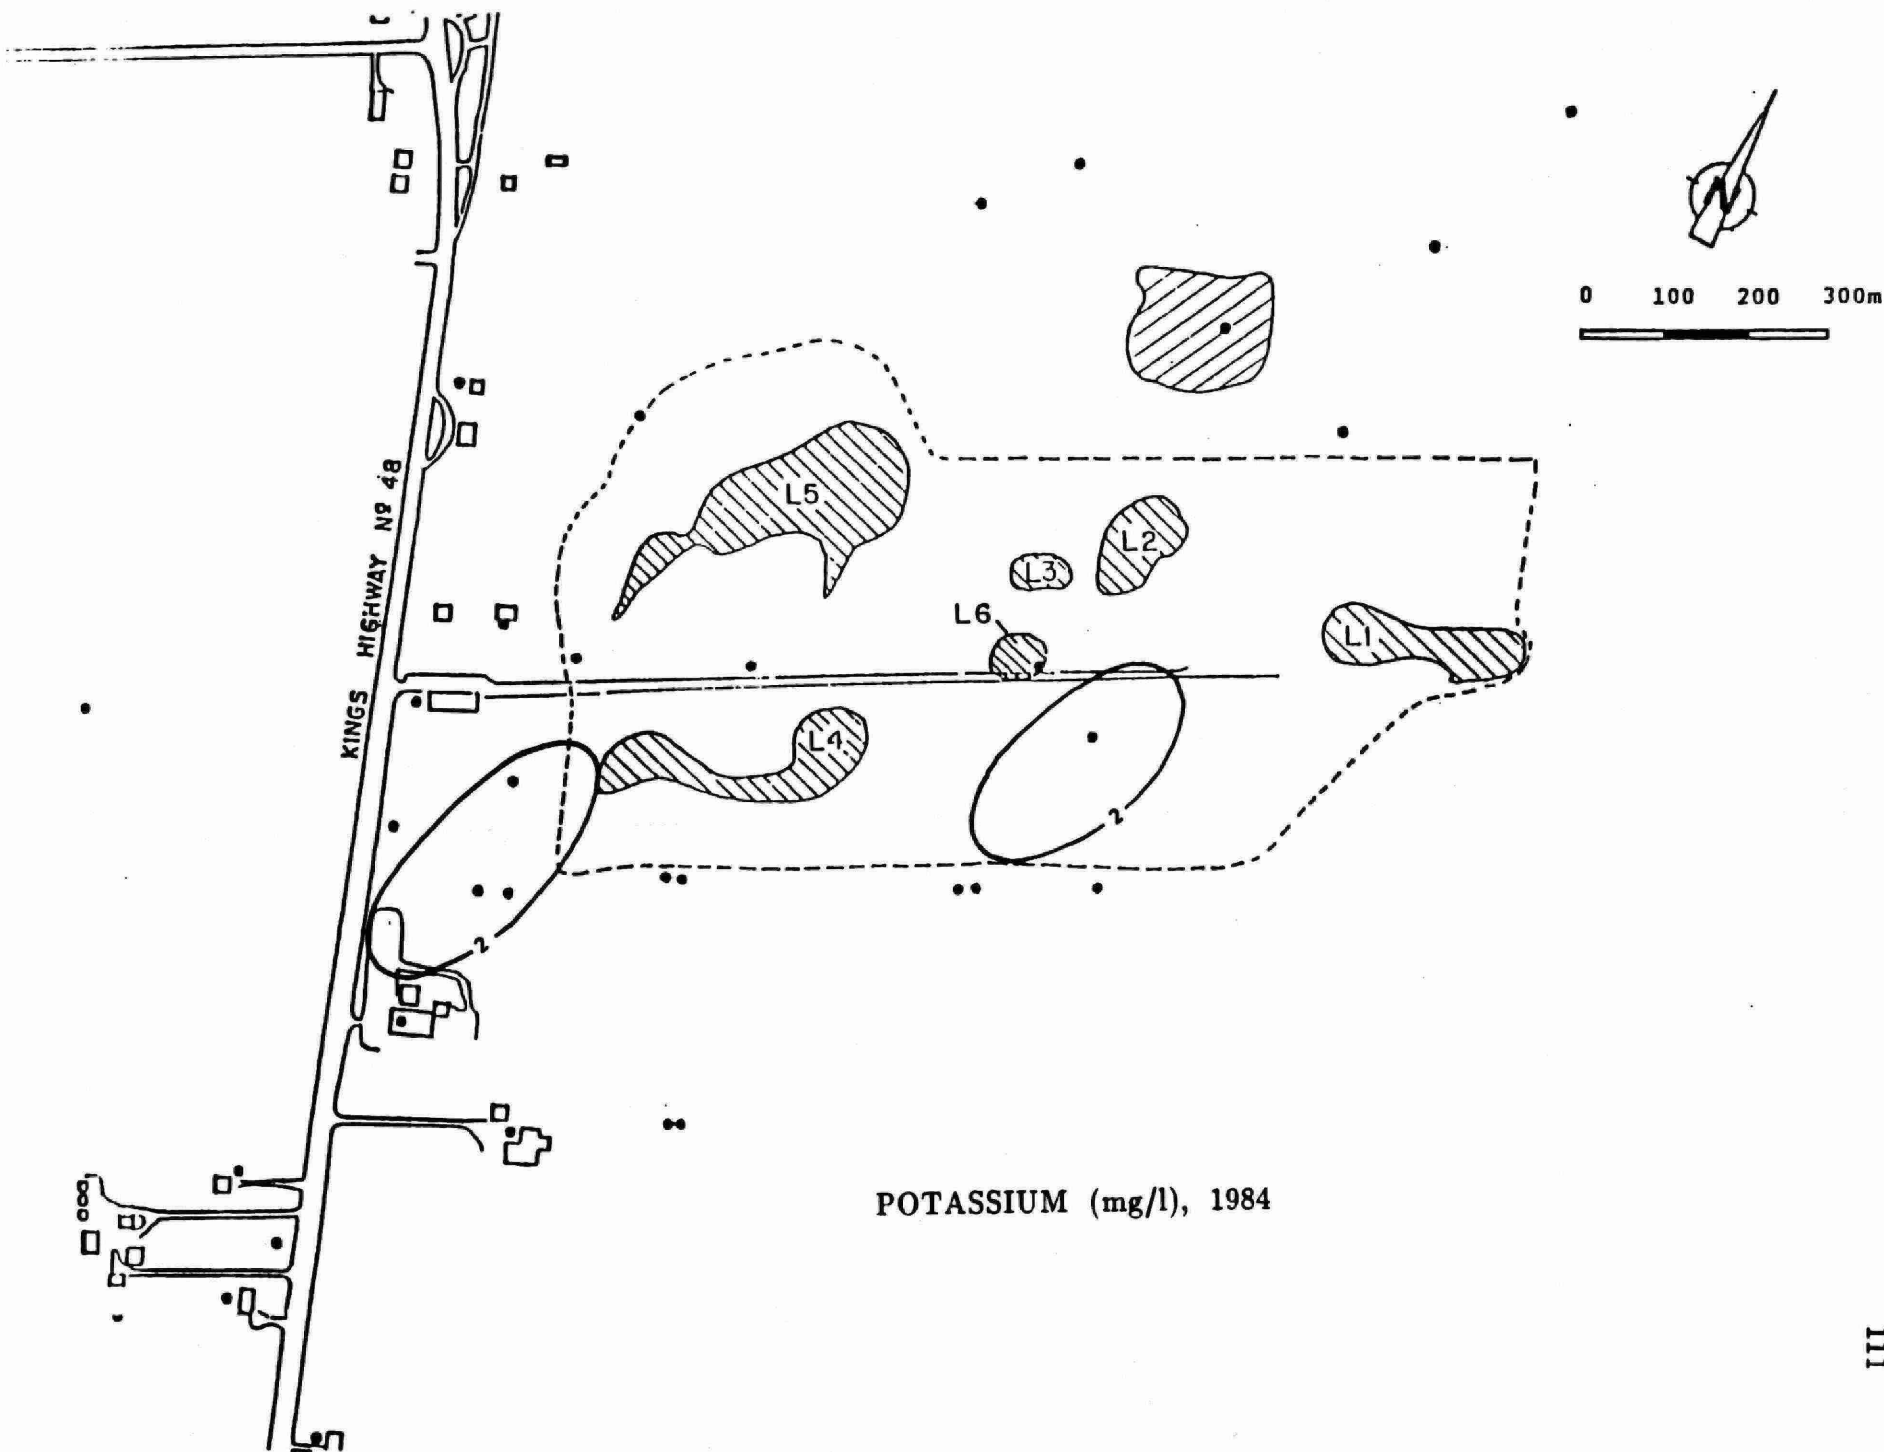 N
0 100 200 300m
KINGS HIGHWAY Nº 48
L5
L2
L3
L6
L1
L4
2
2
POTASSIUM (mg/l), 1984
111